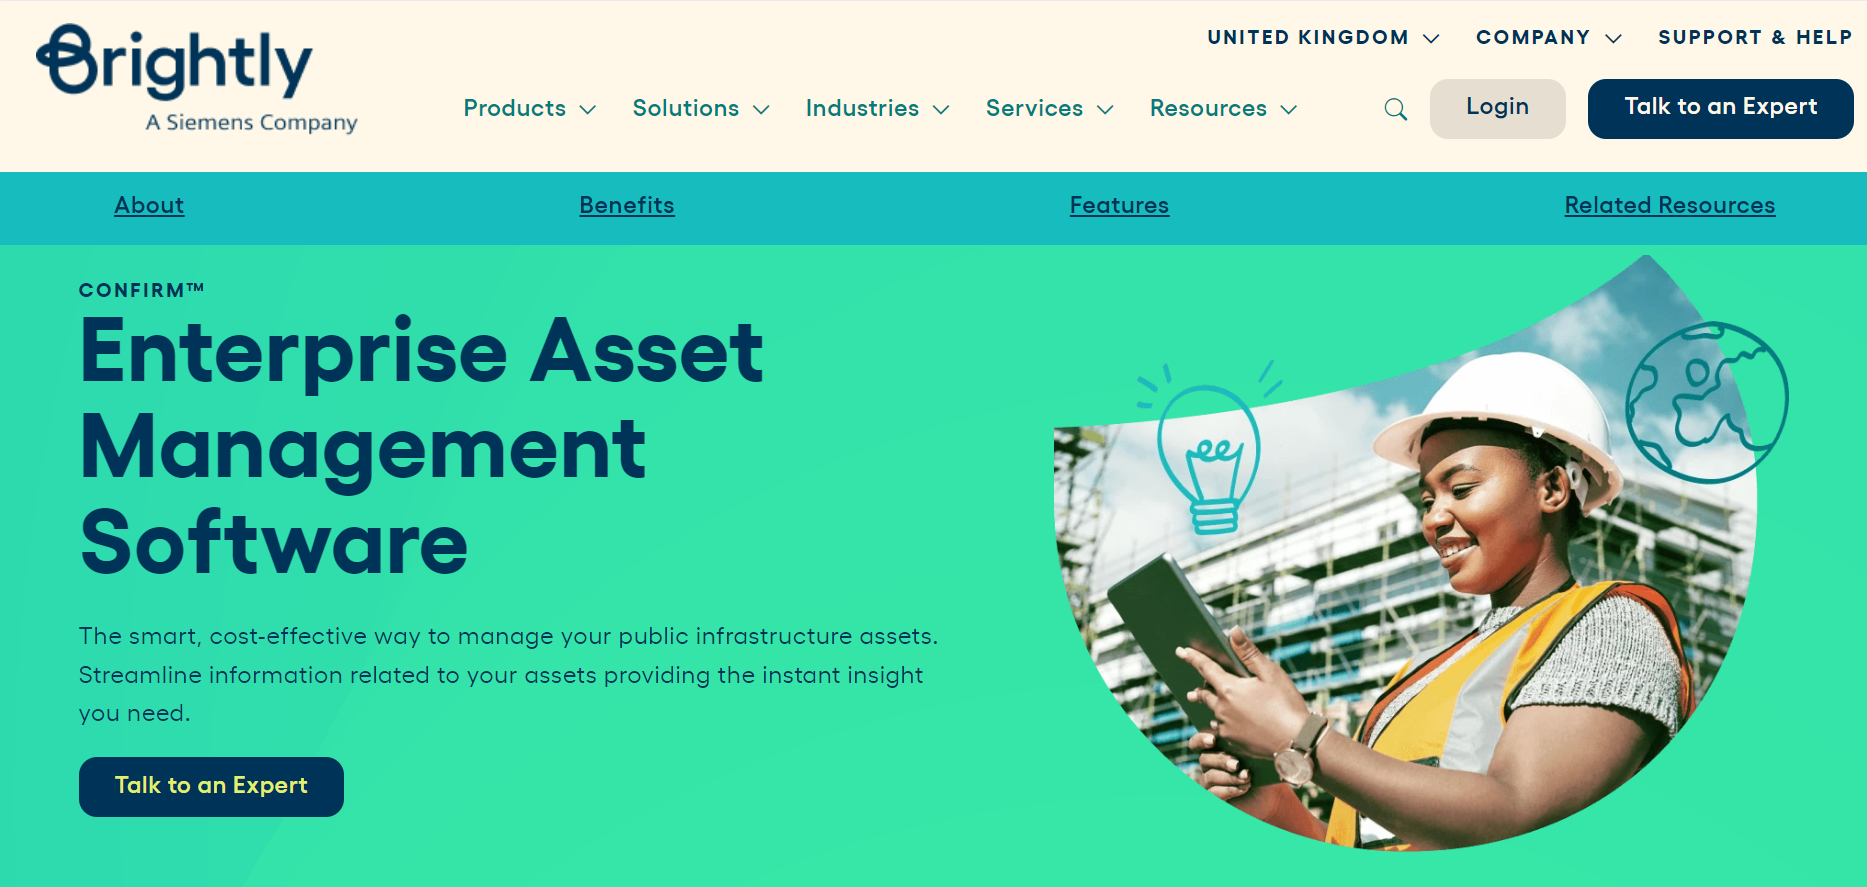 Brightly
A Siemens Company
UNITED KINGDOM
COMPANY
SUPPORT & HELP
Products
Solutions
Industries
Services
Resources
Login
Talk to an Expert
About
Benefits
Features
Related Resources
CONFIRM™
Enterprise Asset
Management
Software
The smart, cost-effective way to manage your public infrastructure assets.
Streamline information related to your assets providing the instant insight
you need.
Talk to an Expert